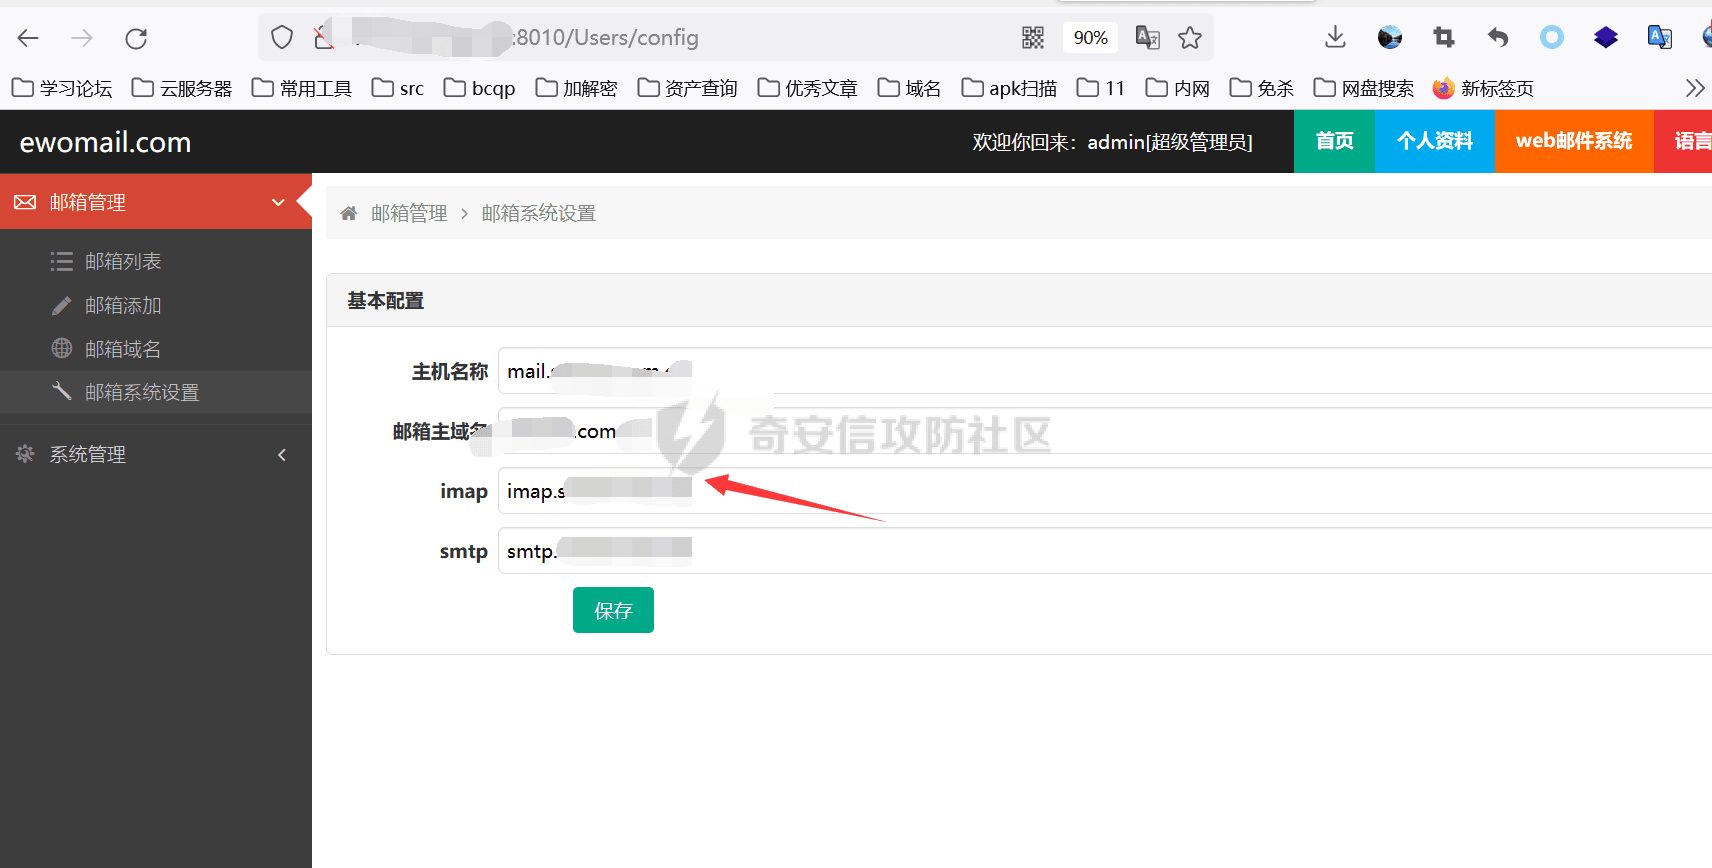 :8010/Users/config
90%
学习论坛 云服务器 常用工具 src bcqp 加解密 资产查询 优秀文章 域名 apk扫描 11 内网 免杀 网盘搜索 新标签页
ewomail.com
欢迎你回来：admin[超级管理员]
首页 个人资料 web邮件系统 语言
邮箱管理
邮箱列表
邮箱添加
邮箱域名
邮箱系统设置
系统管理
邮箱管理 > 邮箱系统设置
基本配置
主机名称 mail.
邮箱主域名 .com
奇安信攻防社区
imap imap.s
smtp smtp.
保存